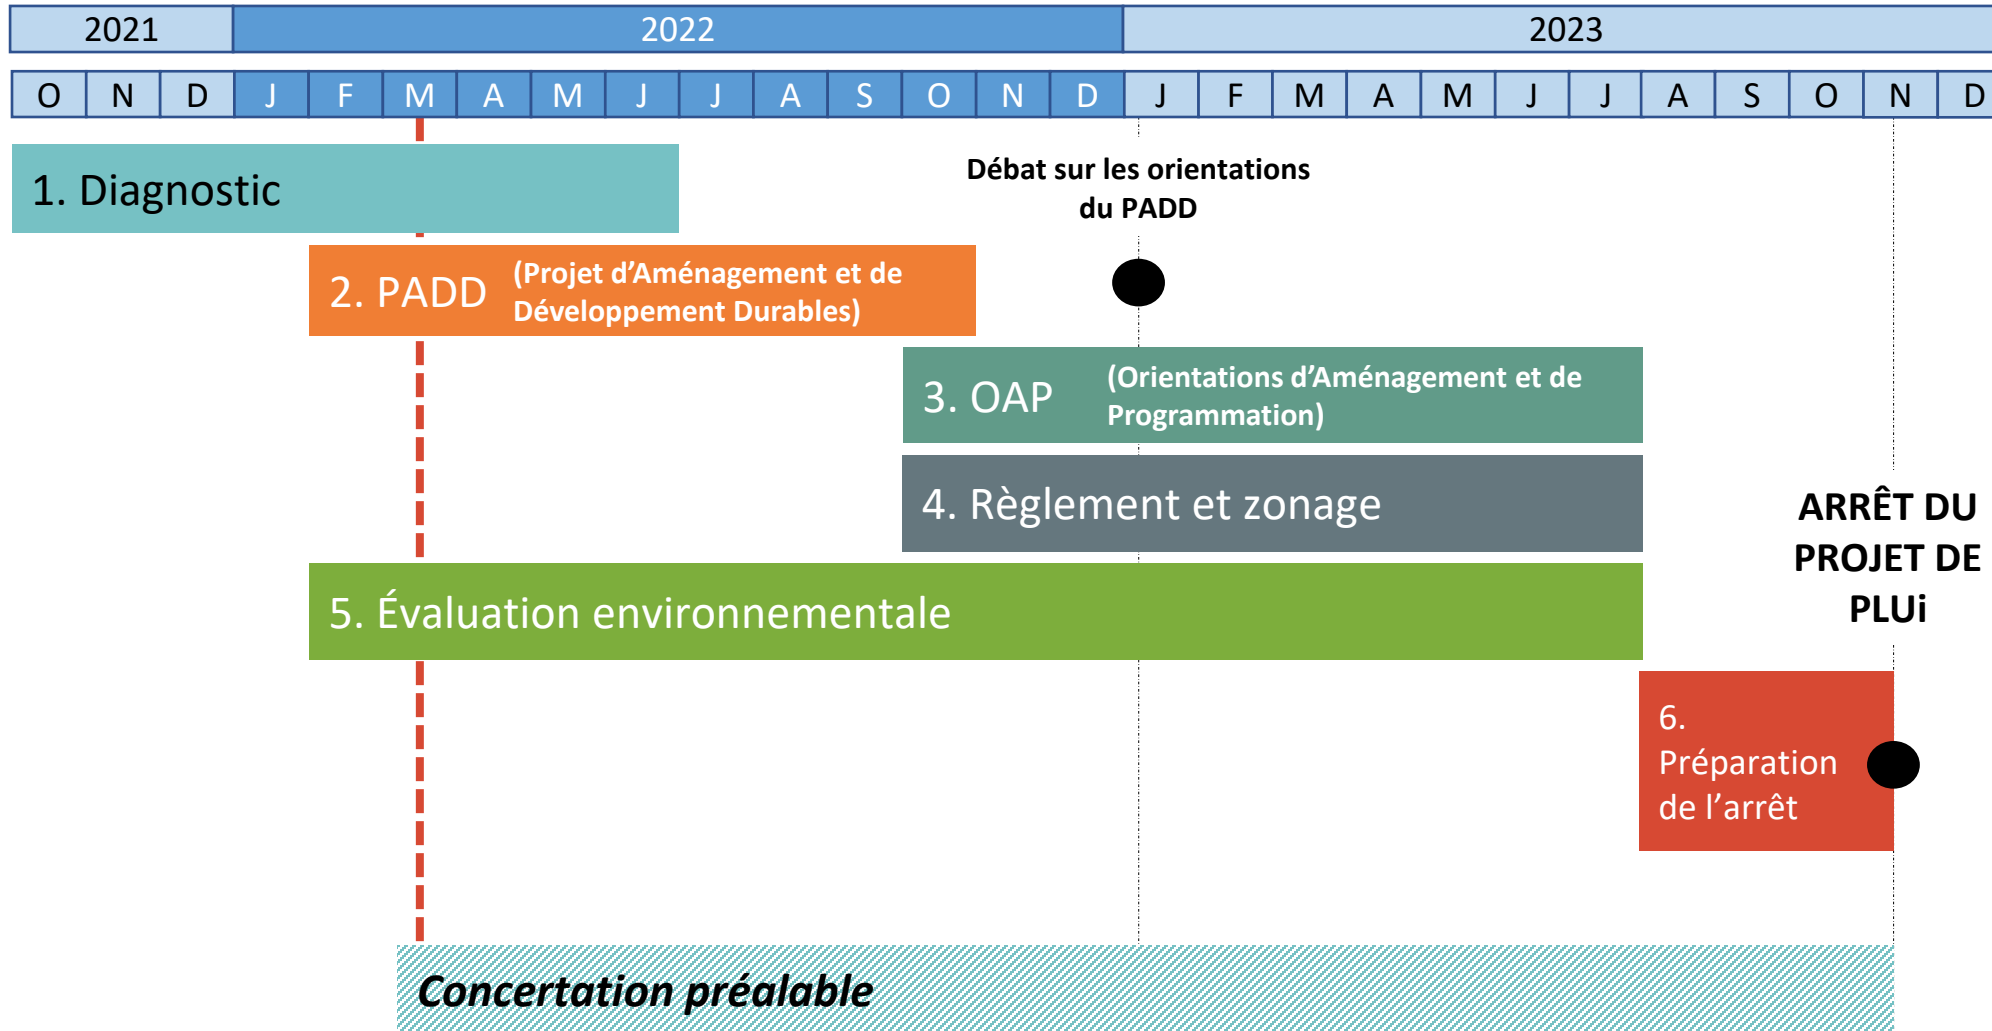 2021 2022 2023
O N D J F M A M J J A S O N D J F M A M J J A S O N D
1. Diagnostic
Débat sur les orientations
du PADD
2. PADD
(Projet d’Aménagement et de
Développement Durables)
3. OAP
(Orientations d’Aménagement et de
Programmation)
4. Règlement et zonage
ARRÊT DU
PROJET DE
PLUi
5. Évaluation environnementale
6.
Préparation
de l’arrêt
Concertation préalable